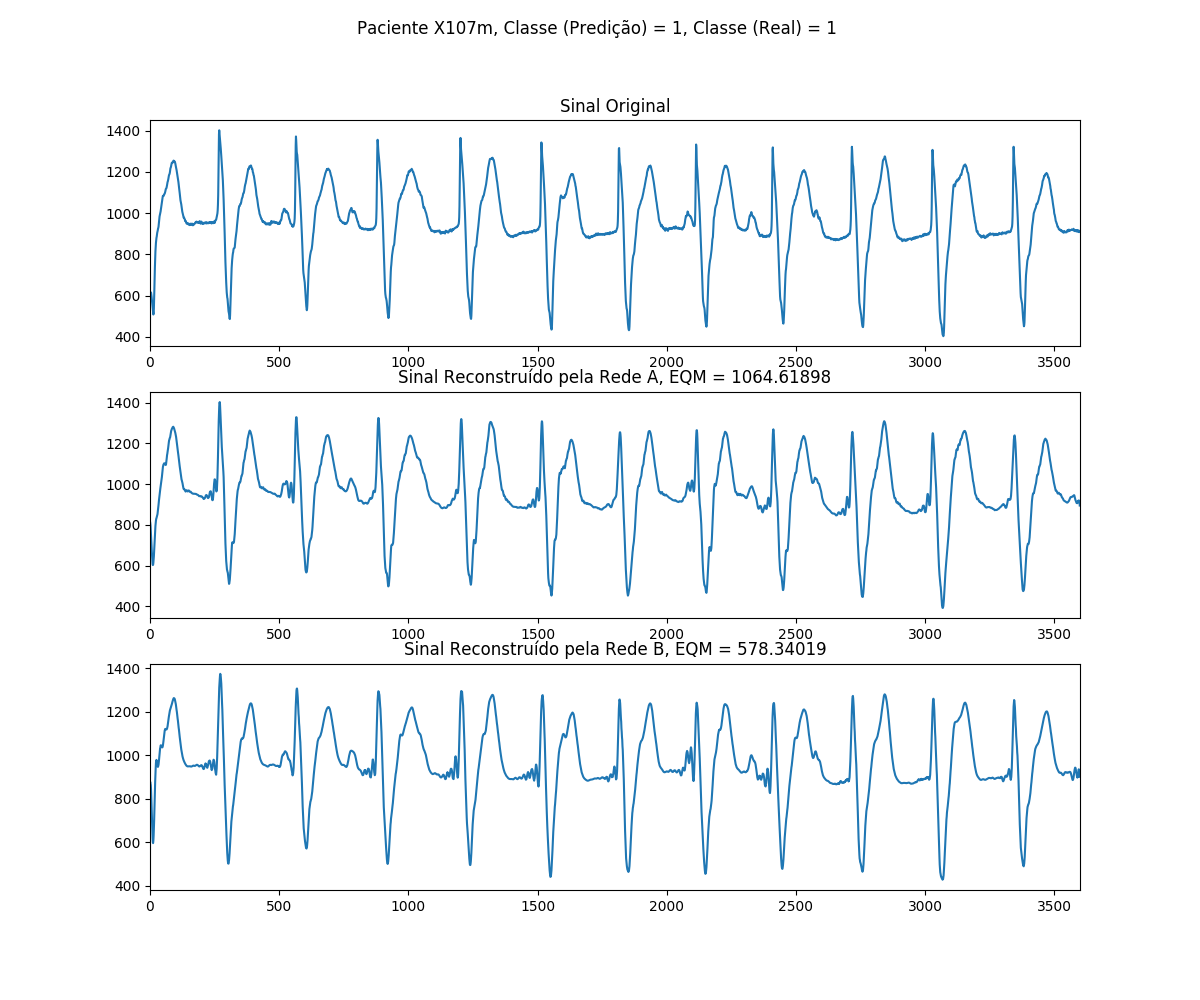 Paciente X107m, Classe (Predição) = 1, Classe (Real) = 1
Sinal Original
1400
1200
1000
800
600
400
0 500 1000 1500 2000 2500 3000 3500
Sinal Reconstruído pela Rede A, EQM = 1064.61898
1400
1200
1000
800
600
400
0 500 1000 1500 2000 2500 3000 3500
Sinal Reconstruído pela Rede B, EQM = 578.34019
1400
1200
1000
800
600
400
0 500 1000 1500 2000 2500 3000 3500